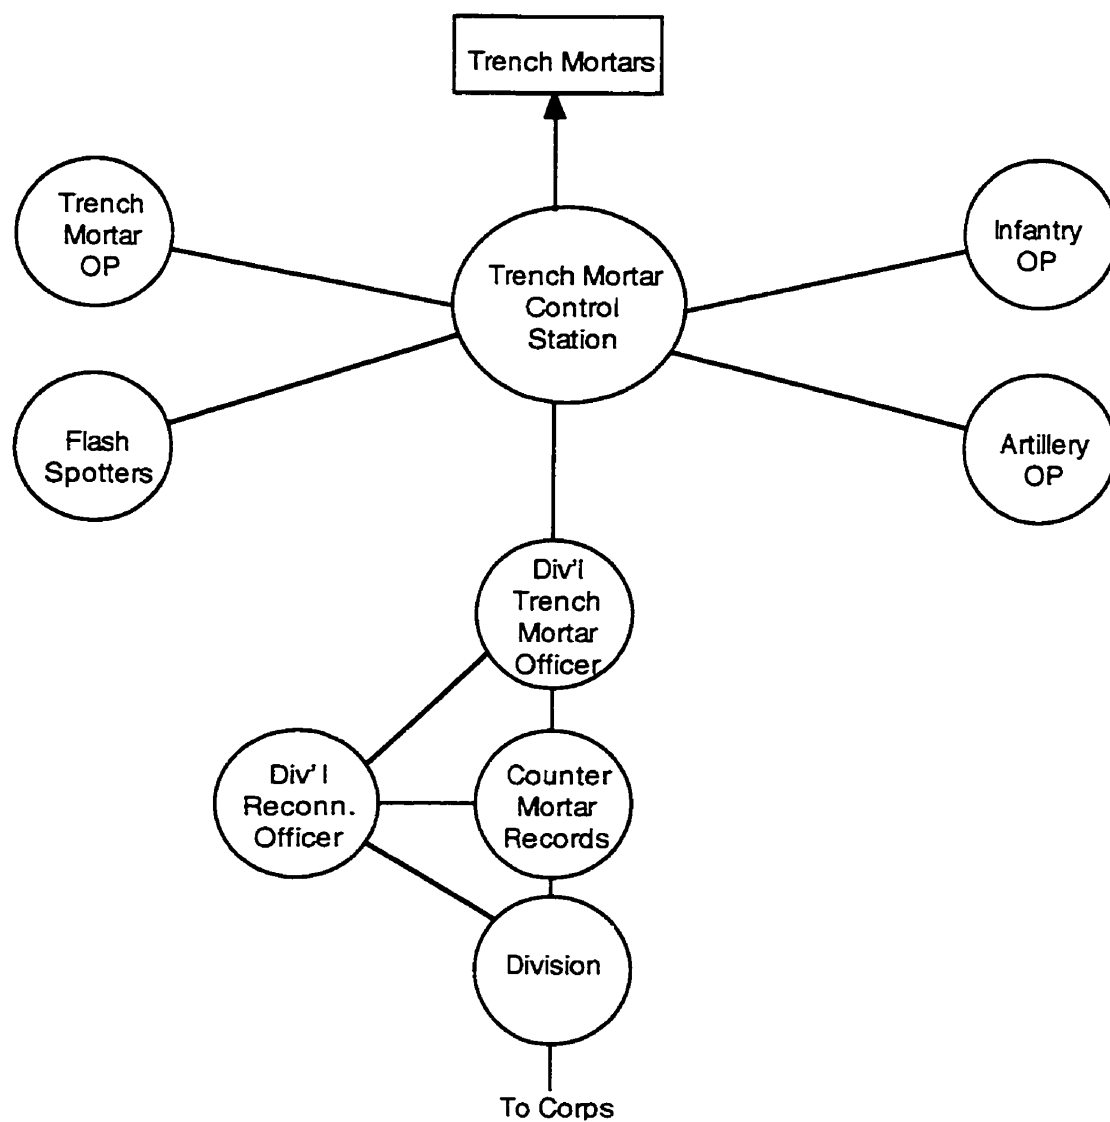 Trench Mortars
Trench
Mortar
OP
Infantry
OP
Trench Mortar
Control
Station
Flash
Spotters
Artillery
OP
Div'l
Trench
Mortar
Officer
Div' l
Reconn.
Officer
Counter
Mortar
Records
Division
To Corps